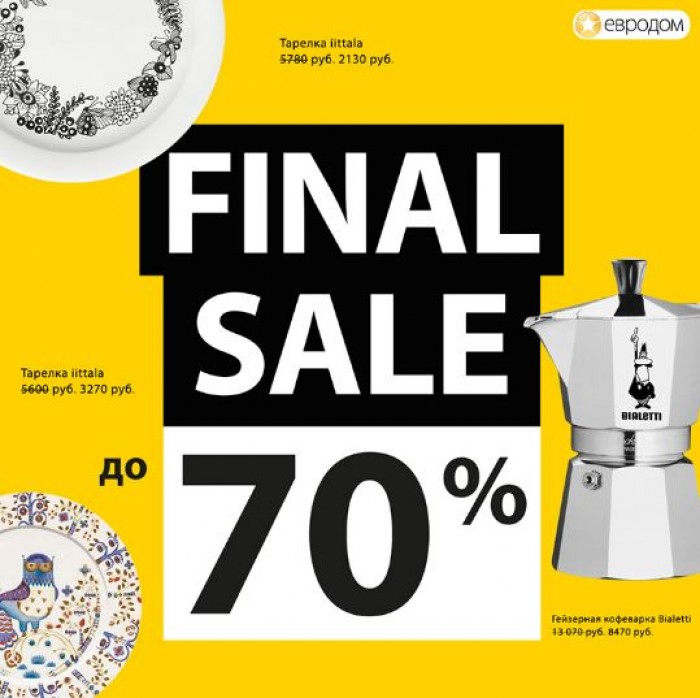 евродом
Тарелка iittala
5780 руб. 2130 руб.
FINAL
SALE
до 70%
Тарелка iittala
5600 руб. 3270 руб.
BIALETTI
Гейзерная кофеварка Bialetti
13 070 руб. 8470 руб.